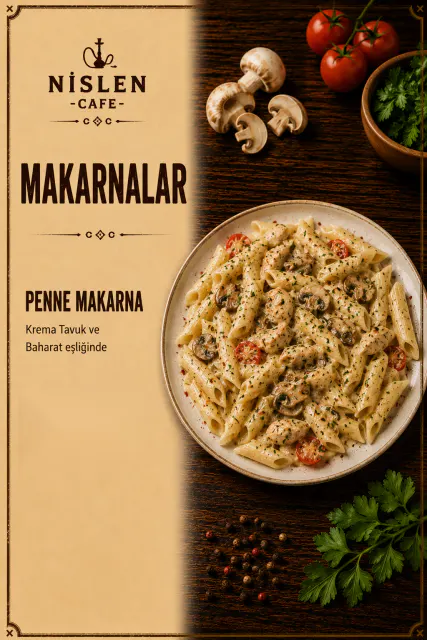 NİSLEN
-CAFE-
MAKARNALAR
PENNE MAKARNA
Krema Tavuk ve
Baharat eşliğinde